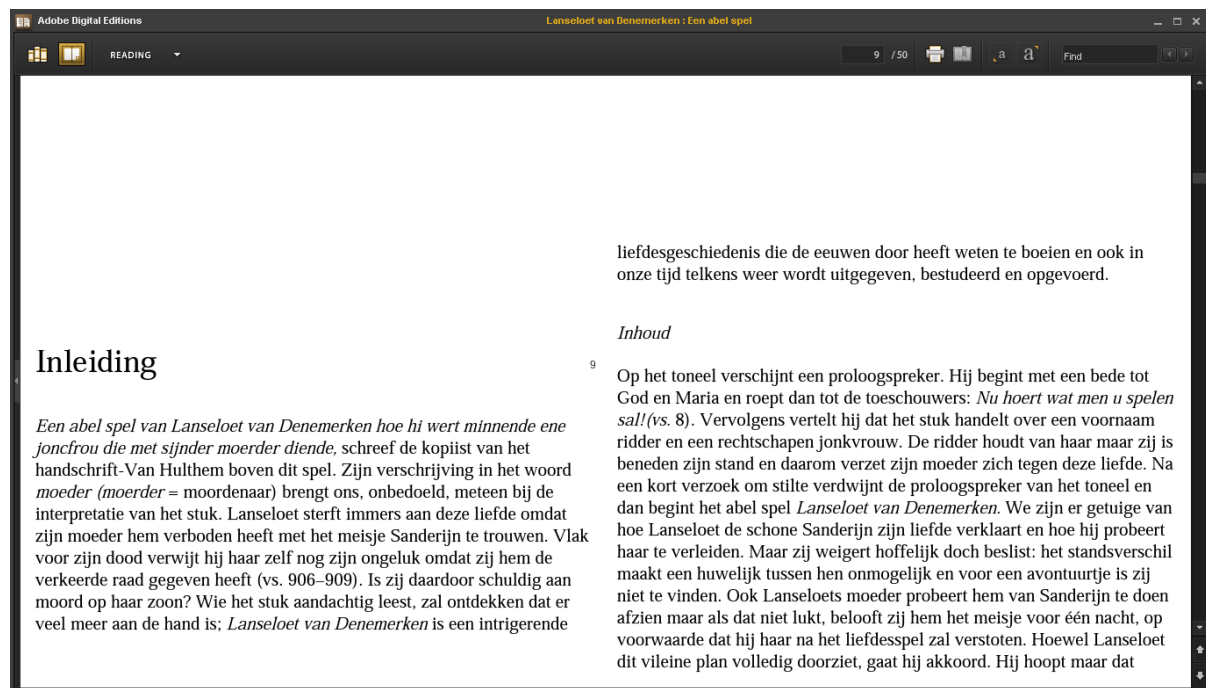 Adobe Digital Editions
Lanseloet van Denemerken : Een abel spel
READING
9 / 50
a
a
Find
Inleiding
Een abel spel van Lanseloet van Denemerken hoe hi wert minnende ene
joncfrou die met sijnder moerder diende, schreef de kopiist van het
handschrift-Van Hulthem boven dit spel. Zijn verschrijving in het woord
moeder (moerder = moordenaar) brengt ons, onbedoeld, meteen bij de
interpretatie van het stuk. Lanseloet sterft immers aan deze liefde omdat
zijn moeder hem verboden heeft met het meisje Sanderijn te trouwen. Vlak
voor zijn dood verwijt hij haar zelf nog zijn ongeluk omdat zij hem de
verkeerde raad gegeven heeft (vs. 906–909). Is zij daardoor schuldig aan
moord op haar zoon? Wie het stuk aandachtig leest, zal ontdekken dat er
veel meer aan de hand is; Lanseloet van Denemerken is een intrigerende
9
liefdesgeschiedenis die de eeuwen door heeft weten te boeien en ook in
onze tijd telkens weer wordt uitgegeven, bestudeerd en opgevoerd.
Inhoud
Op het toneel verschijnt een proloogspreker. Hij begint met een bede tot
God en Maria en roept dan tot de toeschouwers: Nu hoert wat men u spelen
sal!(vs. 8). Vervolgens vertelt hij dat het stuk handelt over een voornaam
ridder en een rechtschapen jonkvrouw. De ridder houdt van haar maar zij is
beneden zijn stand en daarom verzet zijn moeder zich tegen deze liefde. Na
een kort verzoek om stilte verdwijnt de proloogspreker van het toneel en
dan begint het abel spel Lanseloet van Denemerken. We zijn er getuige van
hoe Lanseloet de schone Sanderijn zijn liefde verklaart en hoe hij probeert
haar te verleiden. Maar zij weigert hoffelijk doch beslist: het standsverschil
maakt een huwelijk tussen hen onmogelijk en voor een avontuurtje is zij
niet te vinden. Ook Lanseloets moeder probeert hem van Sanderijn te doen
afzien maar als dat niet lukt, belooft zij hem het meisje voor één nacht, op
voorwaarde dat hij haar na het liefdesspel zal verstoten. Hoewel Lanseloet
dit vileine plan volledig doorziet, gaat hij akkoord. Hij hoopt maar dat